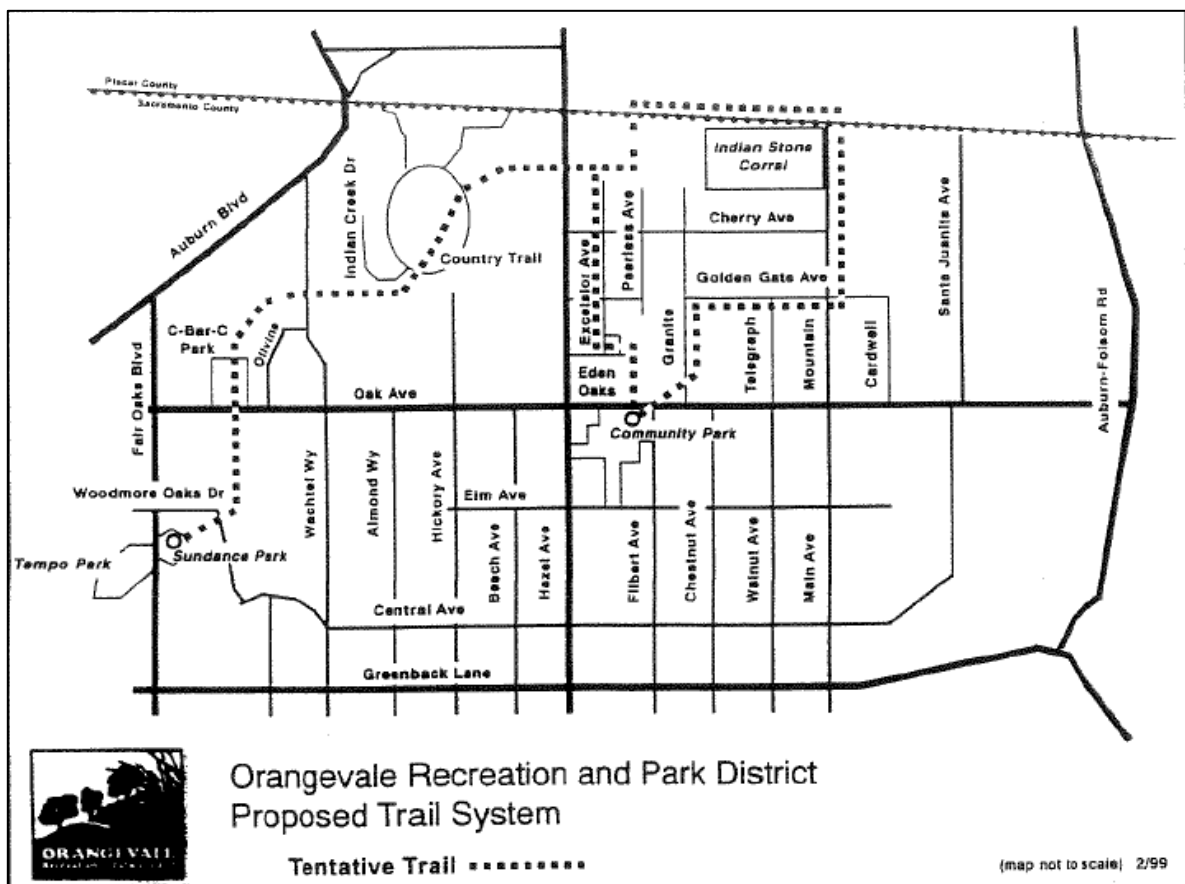 Placer County
Sacramento County
Auburn Blvd
Indian Creek Dr
Country Trail
Indian Stone
Corral
Peerless Ave
Cherry Ave
Excelsior Ave
Golden Gate Ave
Santa Juanita Ave
Auburn-Folsom Rd
C-Bar-C
Park
Olivine
Granite
Telegraph
Mountain
Cardwell
Fair Oaks Blvd
Eden
Oaks
Oak Ave
Community Park
Woodmore Oaks Dr
Wachtel Wy
Almond Wy
Hickory Ave
Elm Ave
Beech Ave
Hazel Ave
Filbert Ave
Chestnut Ave
Walnut Ave
Main Ave
Tempo Park
Sundance Park
Central Ave
Greenback Lane
ORANGEVALE
Orangevale Recreation and Park District
Proposed Trail System
Tentative Trail
(map not to scale) 2/99